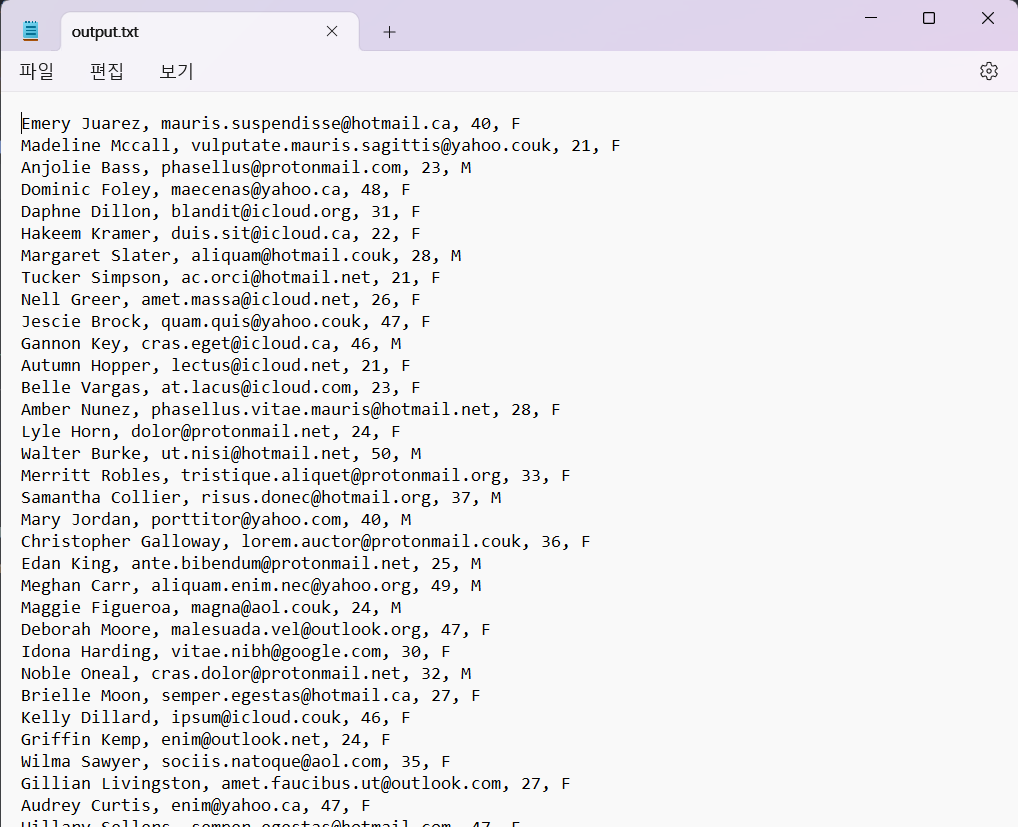 output.txt
파일 편집 보기
Emery Juarez, mauris.suspendisse@hotmail.ca, 40, F
Madeline Mccall, vulputate.mauris.sagittis@yahoo.couk, 21, F
Anjolie Bass, phasellus@protonmail.com, 23, M
Dominic Foley, maecenas@yahoo.ca, 48, F
Daphne Dillon, blandit@icloud.org, 31, F
Hakeem Kramer, duis.sit@icloud.ca, 22, F
Margaret Slater, aliquam@hotmail.couk, 28, M
Tucker Simpson, ac.orci@hotmail.net, 21, F
Nell Greer, amet.massa@icloud.net, 26, F
Jescie Brock, quam.quis@yahoo.couk, 47, F
Gannon Key, cras.eget@icloud.ca, 46, M
Autumn Hopper, lectus@icloud.net, 21, F
Belle Vargas, at.lacus@icloud.com, 23, F
Amber Nunez, phasellus.vitae.mauris@hotmail.net, 28, F
Lyle Horn, dolor@protonmail.net, 24, F
Walter Burke, ut.nisi@hotmail.net, 50, M
Merritt Robles, tristique.aliquet@protonmail.org, 33, F
Samantha Collier, risus.donec@hotmail.org, 37, M
Mary Jordan, porttitor@yahoo.com, 40, M
Christopher Galloway, lorem.auctor@protonmail.couk, 36, F
Edan King, ante.bibendum@protonmail.net, 25, M
Meghan Carr, aliquam.enim.nec@yahoo.org, 49, M
Maggie Figueroa, magna@aol.couk, 24, M
Deborah Moore, malesuada.vel@outlook.org, 47, F
Idona Harding, vitae.nibh@google.com, 30, F
Noble Oneal, cras.dolor@protonmail.net, 32, M
Brielle Moon, semper.egestas@hotmail.ca, 27, F
Kelly Dillard, ipsum@icloud.couk, 46, F
Griffin Kemp, enim@outlook.net, 24, F
Wilma Sawyer, sociis.natoque@aol.com, 35, F
Gillian Livingston, amet.faucibus.ut@outlook.com, 27, F
Audrey Curtis, enim@yahoo.ca, 47, F